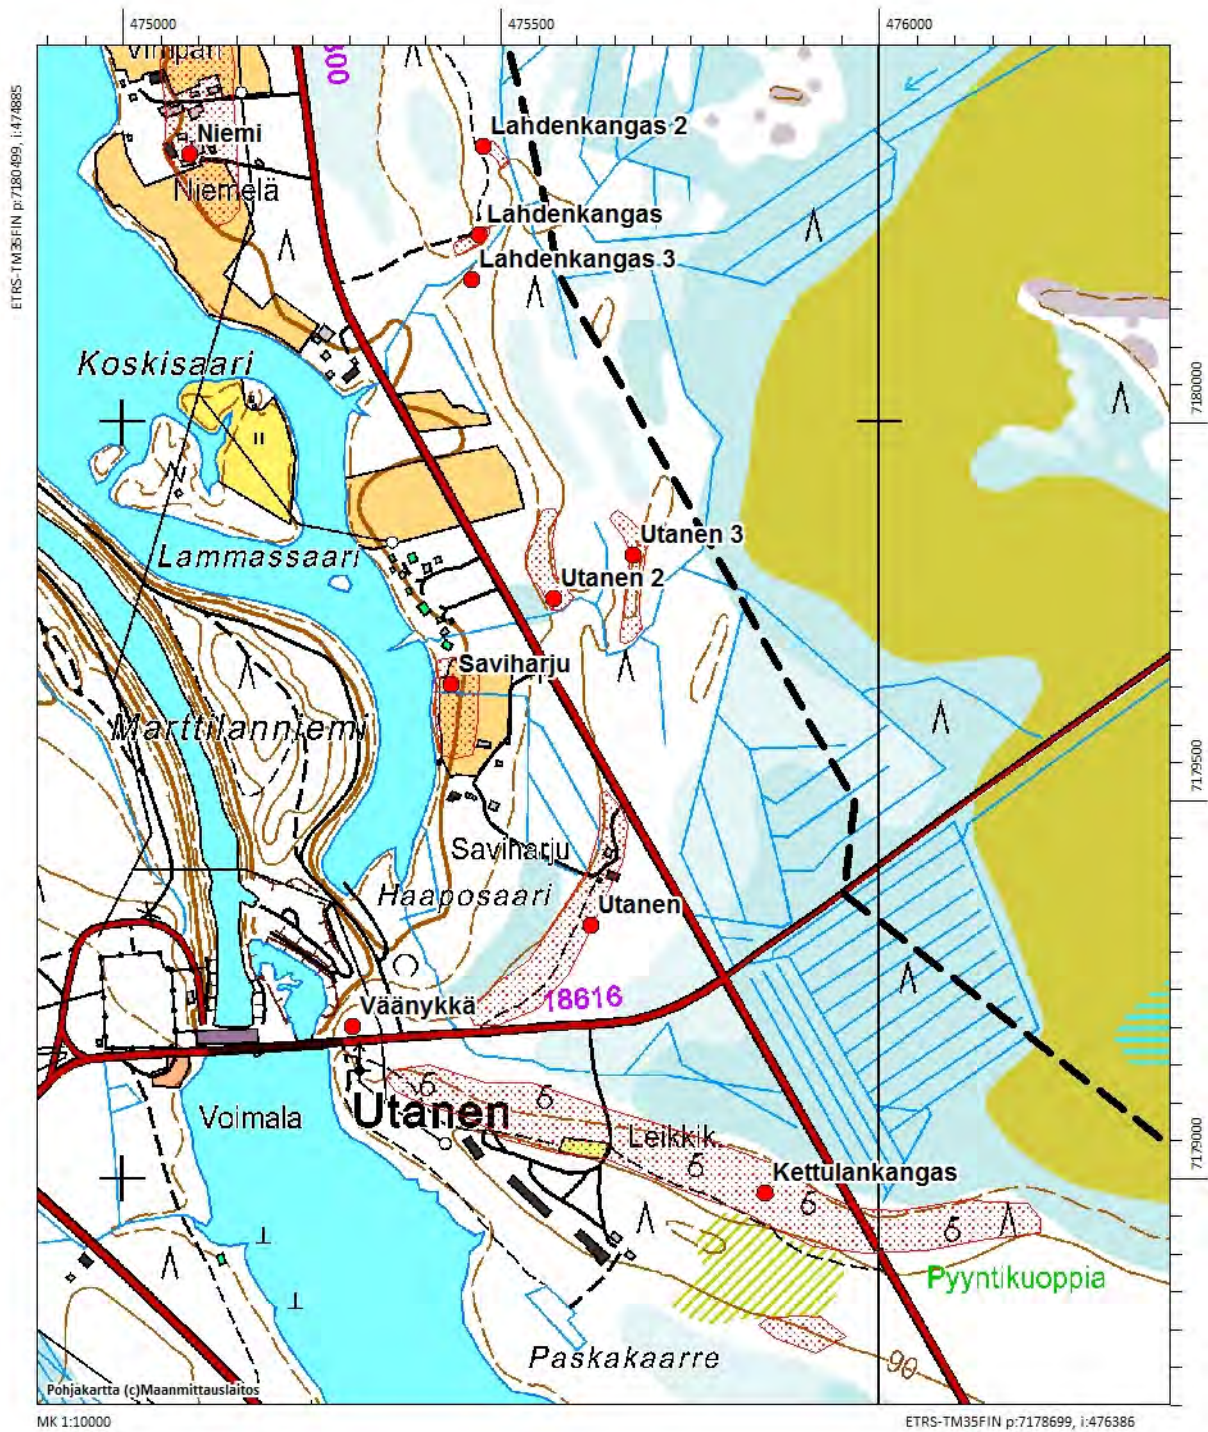 475000
475500
476000
ETRS-TM35FIN p:7180499, i:474885
Vimpari
00
Niemi
Niemelä
Lahdenkangas 2
Lahdenkangas
Lahdenkangas 3
Koskisaari
7180000
Lammassaari
Utanen 3
Utanen 2
Saviharju
Marttilanniemi
7179500
Saviharju
Haaposaari
Utanen
18616
Väänykkä
Voimala
Utanen
Leikkik.
7179000
Kettulankangas
Pyyntikuoppia
Paskakaarre
90
Pohjakartta (c)Maanmittauslaitos
MK 1:10000
ETRS-TM35FIN p:7178699, i:476386